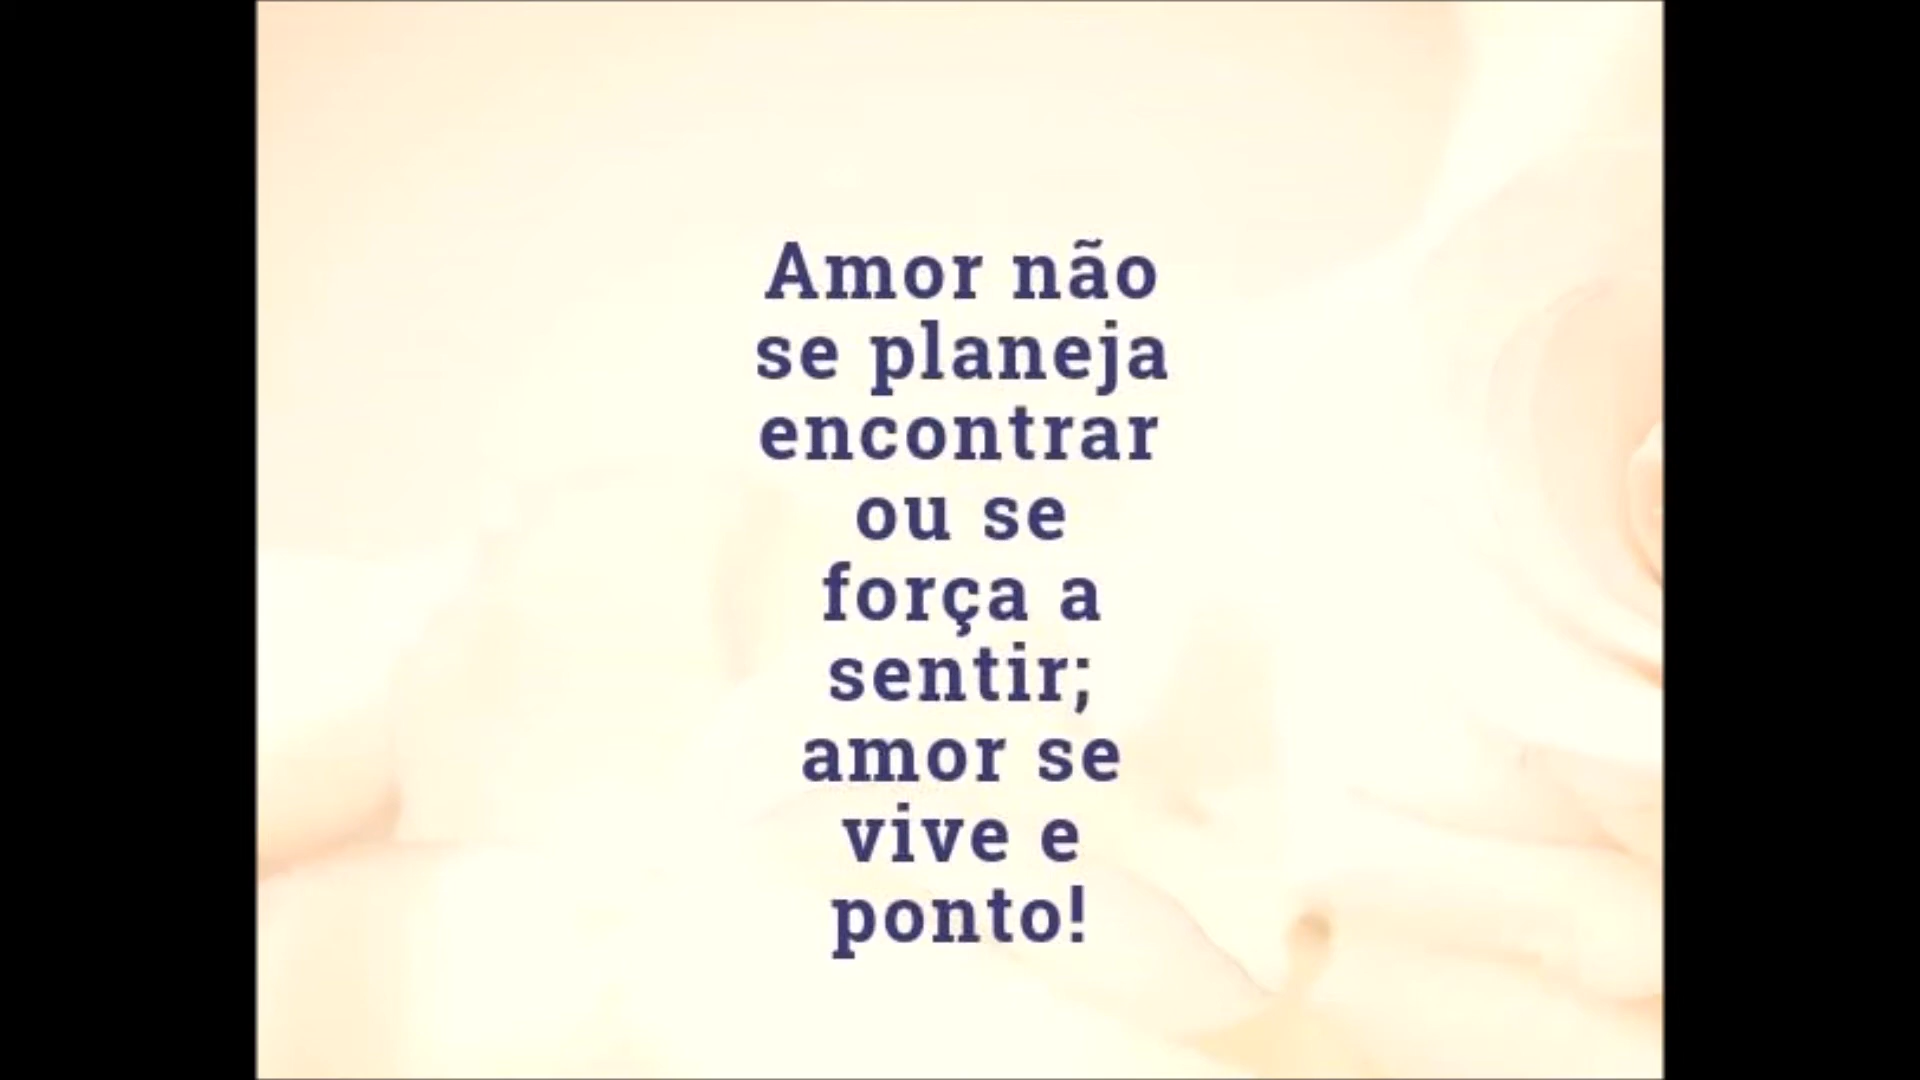 Amor não
se planeja
encontrar
ou se
força a
sentir;
amor se
vive e
ponto!